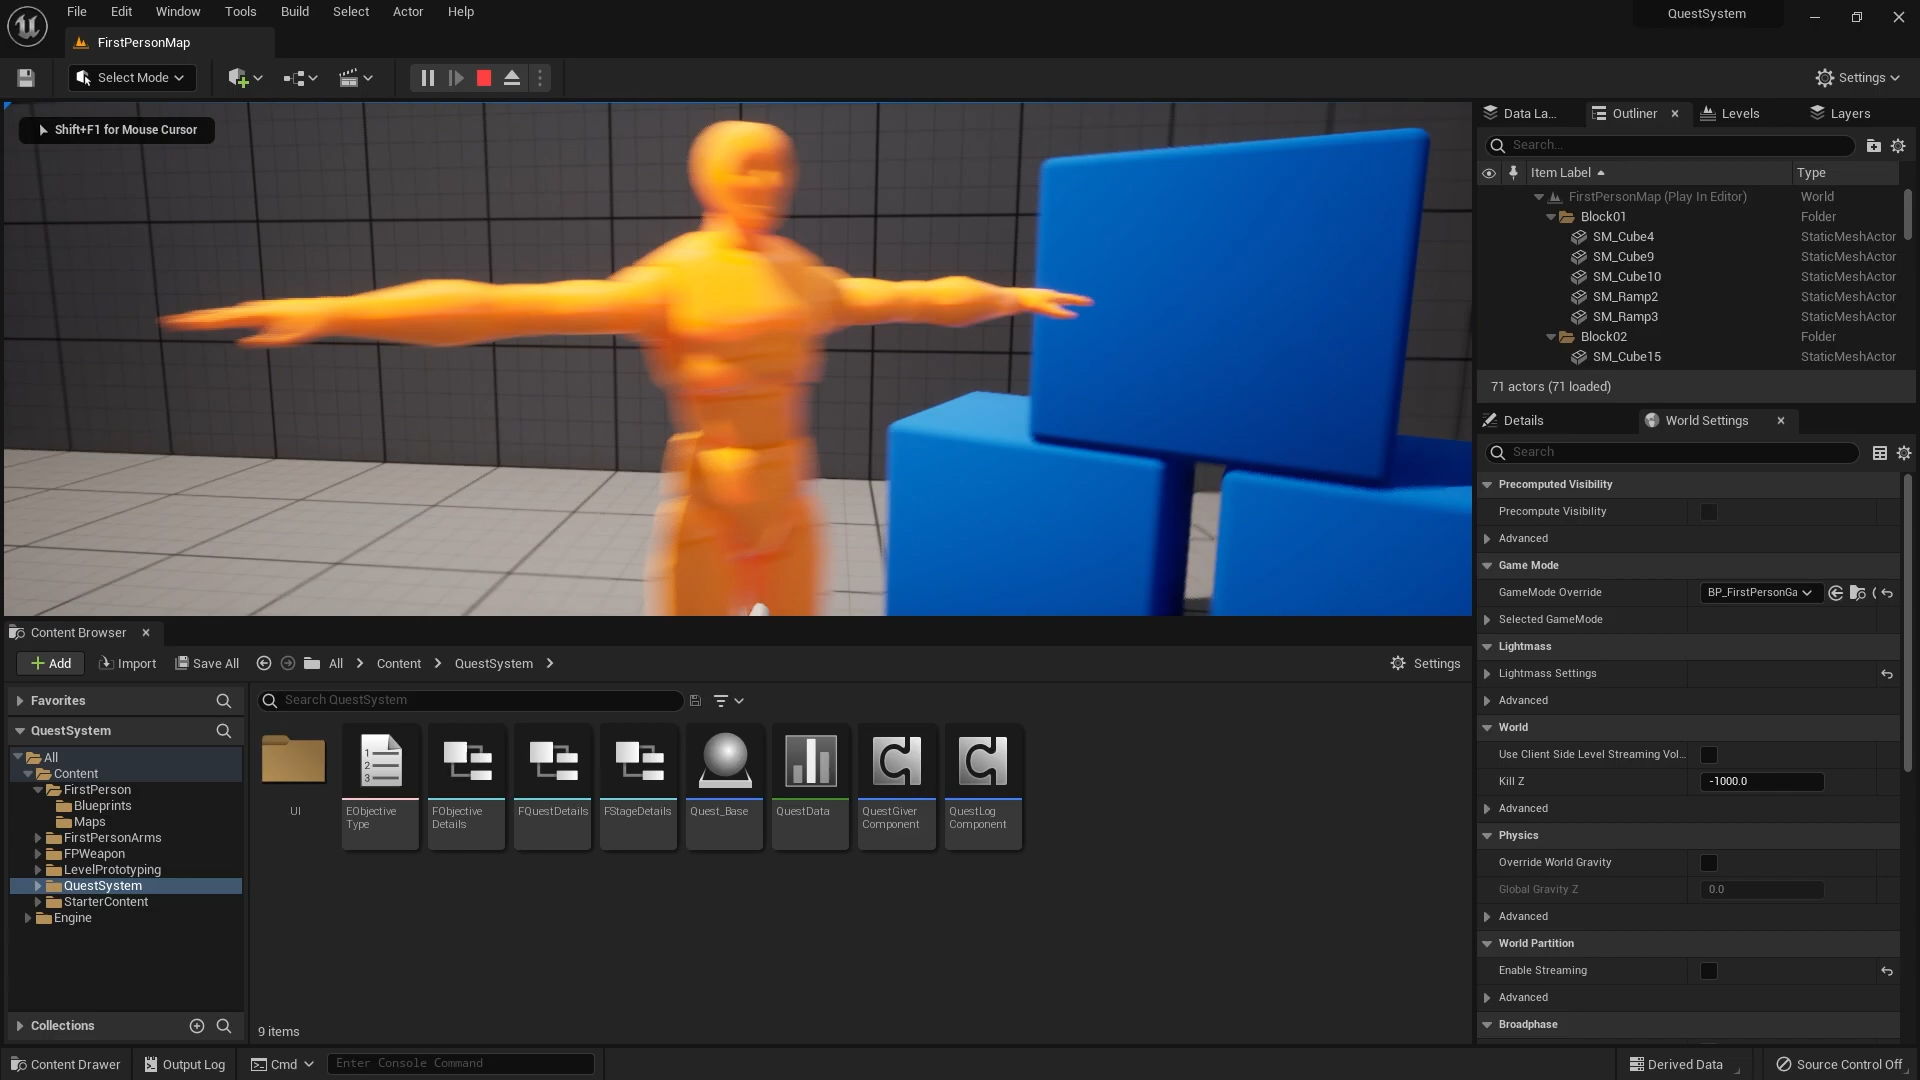 File Edit Window Tools Build Select Actor Help
QuestSystem
FirstPersonMap
Select Mode
Settings
Shift+F1 for Mouse Cursor
Data La...
Outliner
Levels
Layers
Search...
Item Label
Type
FirstPersonMap (Play In Editor)
World
Block01
Folder
SM_Cube4
StaticMeshActor
SM_Cube9
StaticMeshActor
SM_Cube10
StaticMeshActor
SM_Ramp2
StaticMeshActor
SM_Ramp3
StaticMeshActor
Block02
Folder
SM_Cube15
StaticMeshActor
71 actors (71 loaded)
Details
World Settings
Search
Precomputed Visibility
Precompute Visibility
Advanced
Game Mode
GameMode Override
BP_FirstPersonGa
Selected GameMode
Lightmass
Lightmass Settings
Advanced
World
Use Client Side Level Streaming Vol...
Kill Z
-1000.0
Advanced
Physics
Override World Gravity
Global Gravity Z
0.0
Advanced
World Partition
Enable Streaming
Advanced
Broadphase
Content Browser
Add
Import
Save All
All
Content
QuestSystem
Settings
Favorites
QuestSystem
All
Content
FirstPerson
Blueprints
Maps
FirstPersonArms
FPWeapon
LevelPrototyping
QuestSystem
StarterContent
Engine
Collections
Search QuestSystem
UI
EObjective
Type
FObjective
Details
FQuestDetails
FStageDetails
Quest_Base
QuestData
QuestGiver
Component
QuestLog
Component
9 items
Content Drawer
Output Log
Cmd
Enter Console Command
Derived Data
Source Control Off